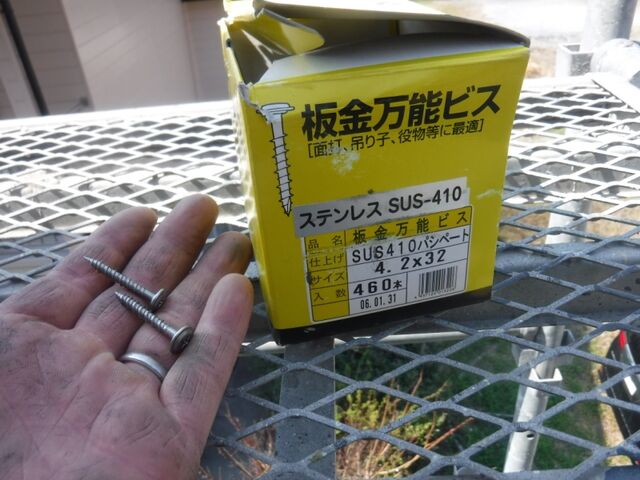 板金万能ビス
[面打、吊り子、役物等に最適]
ステンレス SUS-410
品名 板金万能ビス
仕上げ SUS410パシペート
サイズ 4.2x32
入数 460本
06.01.31